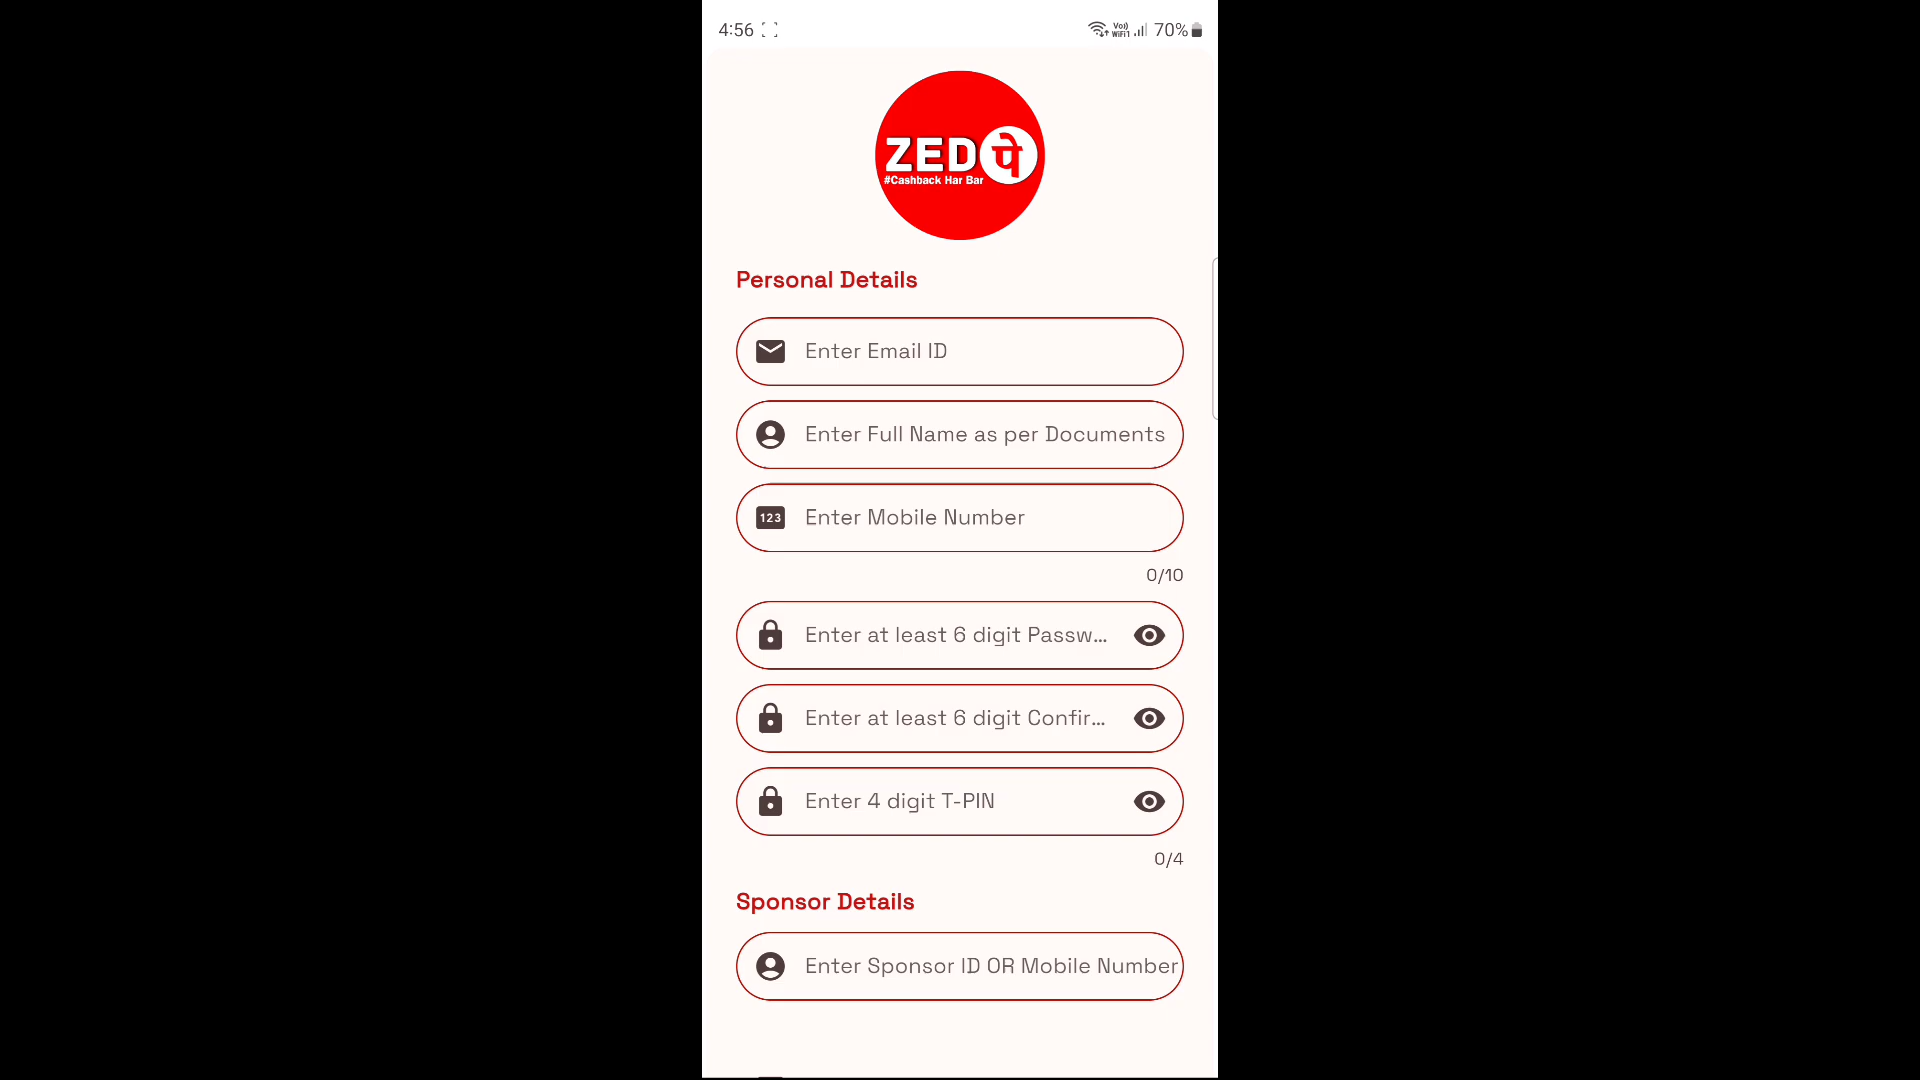 4:56 Vo)) WiFi1 70%
ZED पे
#Cashback Har Bar
Personal Details
Enter Email ID
Enter Full Name as per Documents
123 Enter Mobile Number
0/10
Enter at least 6 digit Passw...
Enter at least 6 digit Confir...
Enter 4 digit T-PIN
0/4
Sponsor Details
Enter Sponsor ID OR Mobile Number